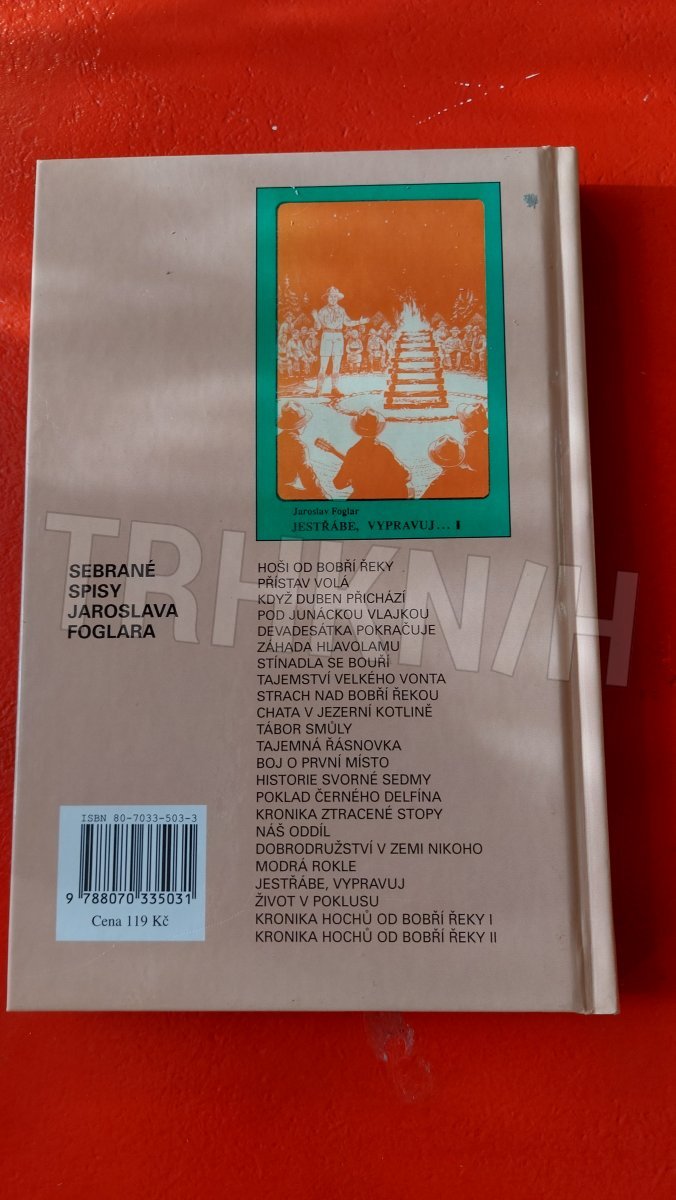 Jaroslav Foglar
JESTŘÁBE, VYPRAVUJ... I
SEBRANÉ
SPISY
JAROSLAVA
FOGLARA
HOŠI OD BOBŘÍ ŘEKY
PŘÍSTAV VOLÁ
KDYŽ DUBEN PŘICHÁZÍ
POD JUNÁCKOU VLAJKOU
DEVADESÁTKA POKRAČUJE
ZÁHADA HLAVOLAMU
STÍNADLA SE BOUŘÍ
TAJEMSTVÍ VELKÉHO VONTA
STRACH NAD BOBŘÍ ŘEKOU
CHATA V JEZERNÍ KOTLINĚ
TÁBOR SMŮLY
TAJEMNÁ ŘÁSNOVKA
BOJ O PRVNÍ MÍSTO
HISTORIE SVORNÉ SEDMY
POKLAD ČERNÉHO DELFÍNA
KRONIKA ZTRACENÉ STOPY
NÁŠ ODDÍL
DOBRODRUŽSTVÍ V ZEMI NIKOHO
MODRÁ ROKLE
JESTŘÁBE, VYPRAVUJ
ŽIVOT V POKLUSU
KRONIKA HOCHŮ OD BOBŘÍ ŘEKY I
KRONIKA HOCHŮ OD BOBŘÍ ŘEKY II
ISBN 80-7033-503-3
9 788070 335031
Cena 119 Kč
TRHKNIH